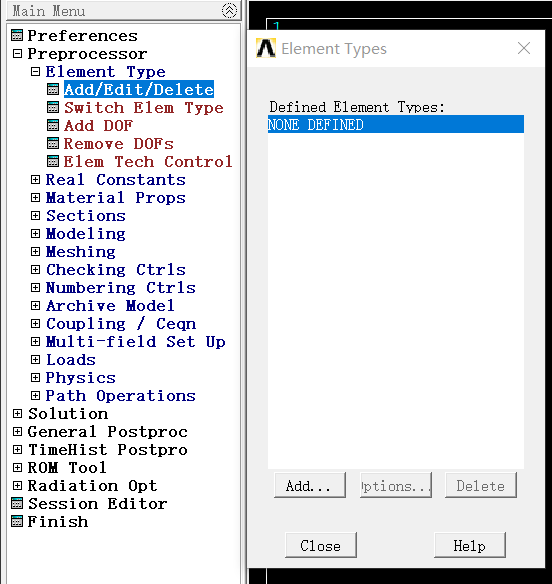 Main Menu
Preferences
Preprocessor
Element Type
Add/Edit/Delete
Switch Elem Type
Add DOF
Remove DOFs
Elem Tech Control
Real Constants
Material Props
Sections
Modeling
Meshing
Checking Ctrls
Numbering Ctrls
Archive Model
Coupling / Ceqn
Multi-field Set Up
Loads
Physics
Path Operations
Solution
General Postproc
TimeHist Postpro
ROM Tool
Radiation Opt
Session Editor
Finish
1
Element Types
Defined Element Types:
NONE DEFINED
Add... ptions... Delete
Close Help